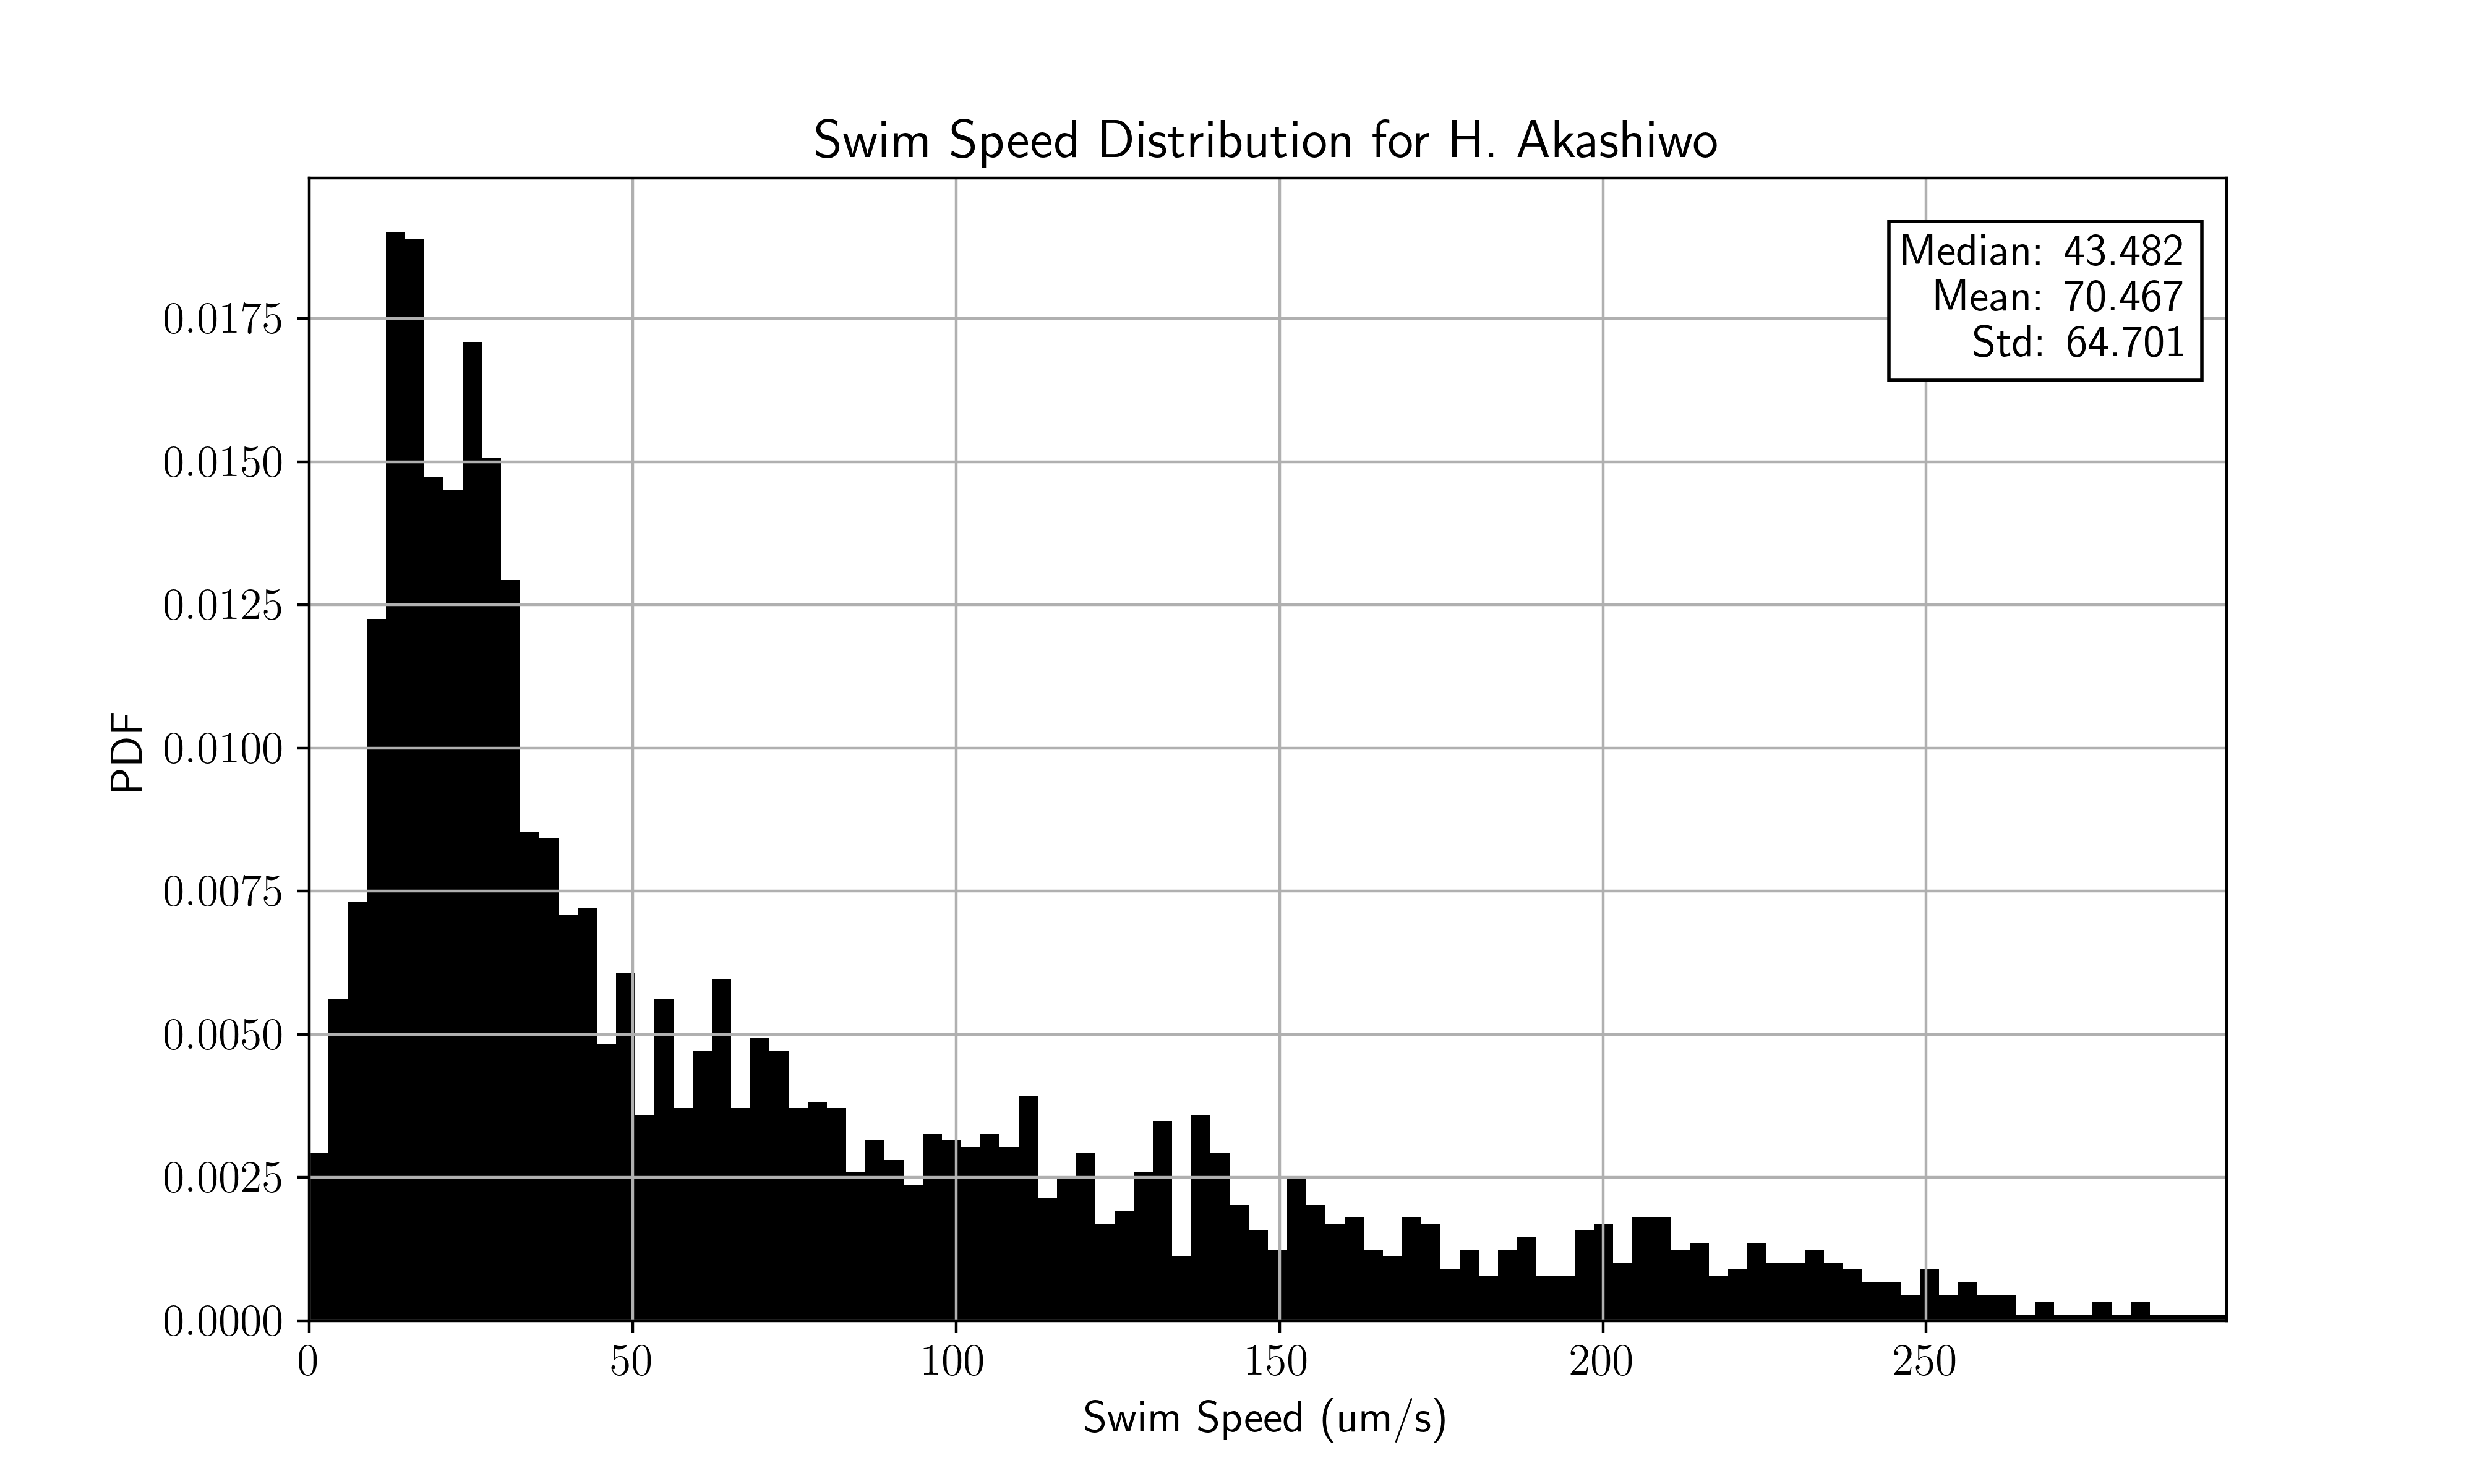 Swim Speed Distribution for H. Akashiwo
Median: 43.482
Mean: 70.467
Std: 64.701
PDF
0.0175
0.0150
0.0125
0.0100
0.0075
0.0050
0.0025
0.0000
0 50 100 150 200 250
Swim Speed (um/s)